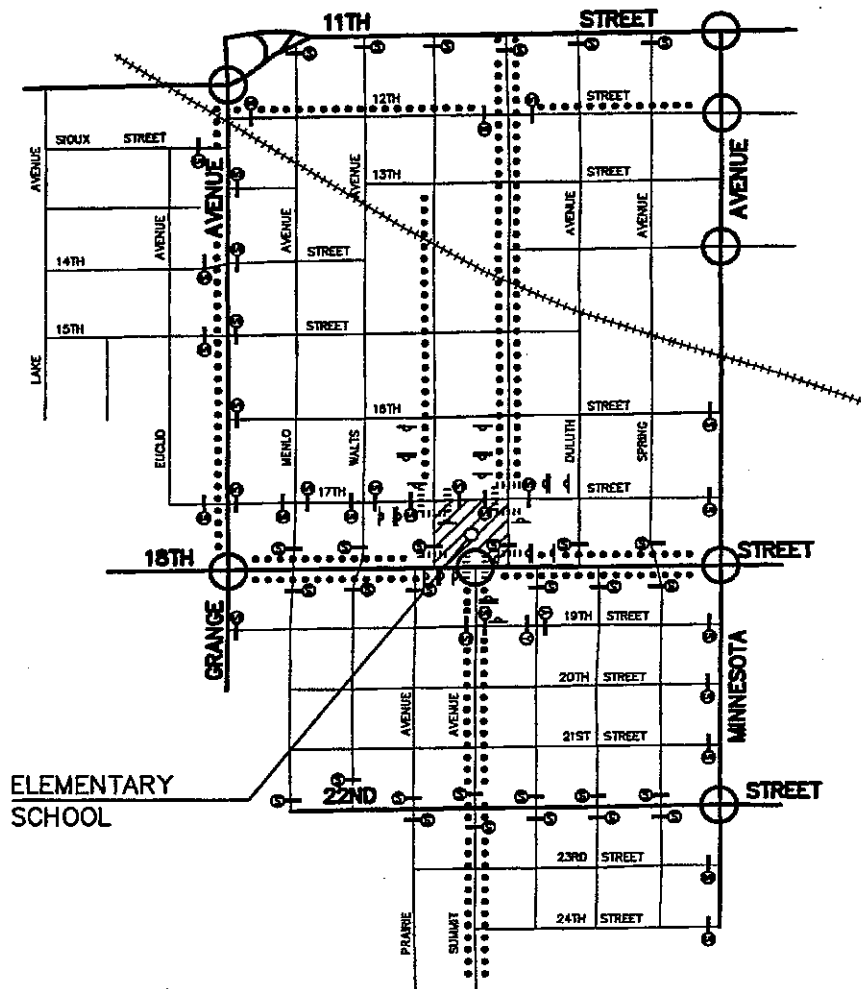 11TH STREET
12TH STREET
SIOUX STREET
AVENUE
AVENUE
AVENUE
AVENUE
AVENUE
13TH STREET
AVENUE
AVENUE
AVENUE
14TH STREET
15TH STREET
LAKE
16TH STREET
EUCLID
MENLO
WALTS
DULUTH
SPRING
17TH STREET
18TH STREET
GRANGE
19TH STREET
20TH STREET
AVENUE
AVENUE
MINNESOTA
21ST STREET
ELEMENTARY
SCHOOL
22ND STREET
23RD STREET
PRAIRIE
SUMMIT
24TH STREET